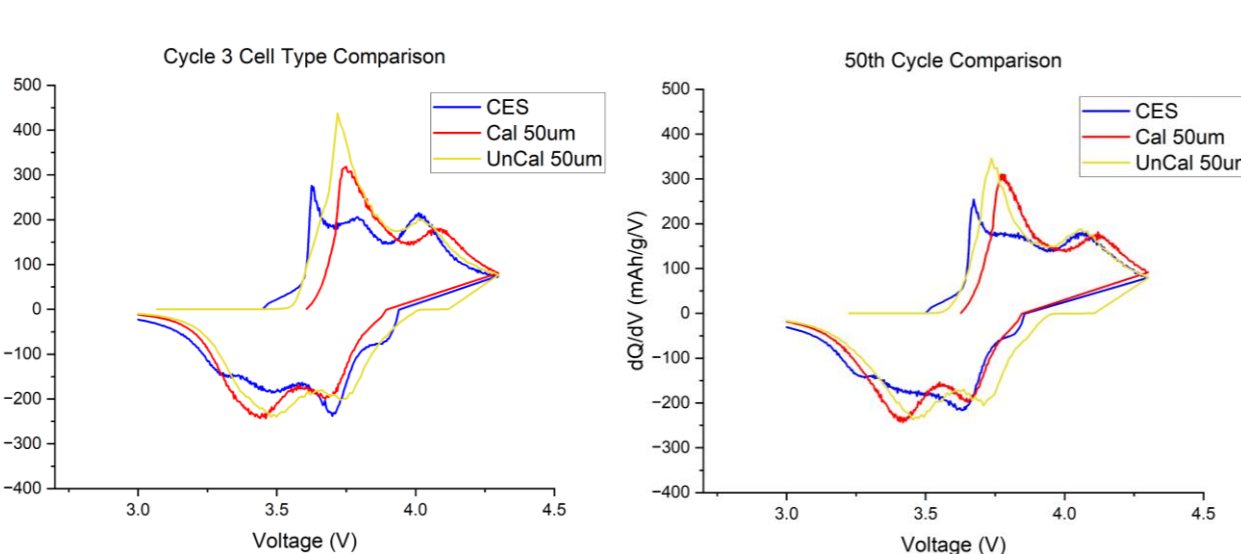 Cycle 3 Cell Type Comparison
500
400
300
200
100
0
−100
−200
−300
−400
3.0
3.5
4.0
4.5
Voltage (V)
CES
Cal 50um
UnCal 50um
50th Cycle Comparison
dQ/dV (mAh/g/V)
500
400
300
200
100
0
−100
−200
−300
−400
3.0
3.5
4.0
4.5
Voltage (V)
CES
Cal 50um
UnCal 50ur